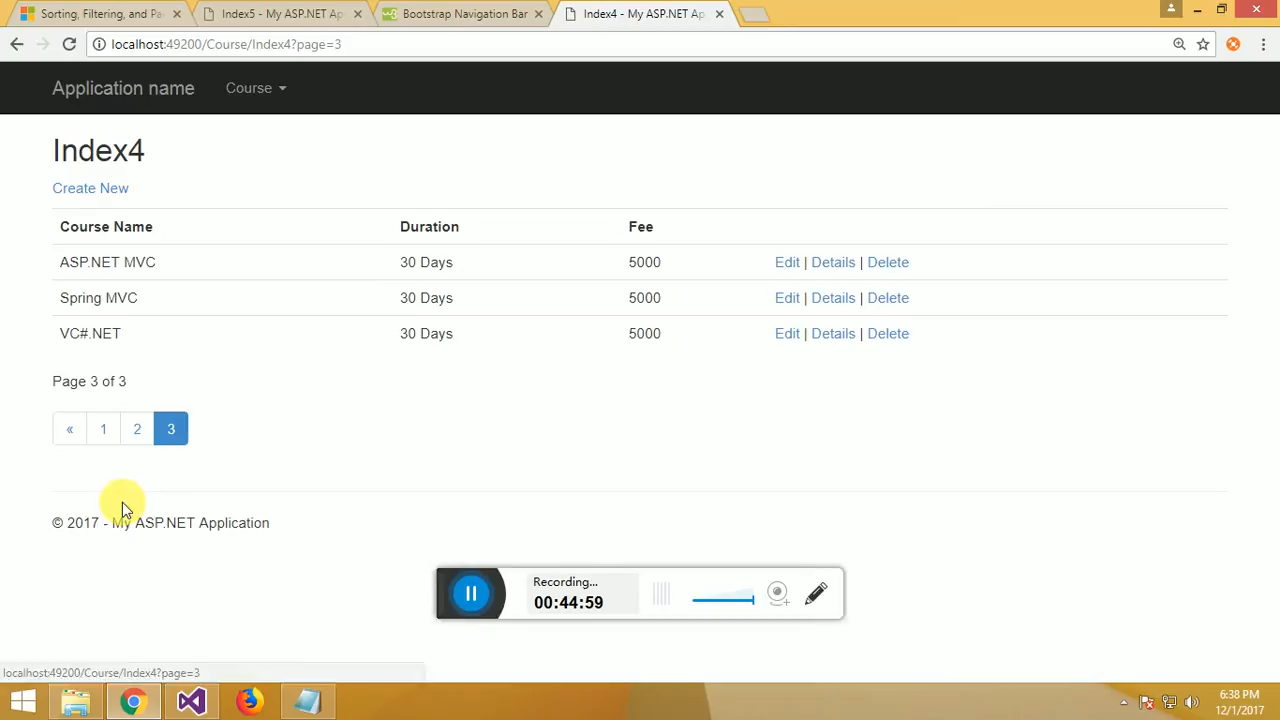 Sorting, Filtering, and Pa
Index5 - My ASP.NET Ap
Bootstrap Navigation Bar
Index4 - My ASP.NET Ap
localhost:49200/Course/Index4?page=3
Application name
Course
Index4
Create New
Course Name Duration Fee
ASP.NET MVC 30 Days 5000 Edit | Details | Delete
Spring MVC 30 Days 5000 Edit | Details | Delete
VC#.NET 30 Days 5000 Edit | Details | Delete
Page 3 of 3
« 1 2 3
© 2017 - My ASP.NET Application
Recording...
00:44:59
localhost:49200/Course/Index4?page=3
6:38 PM
12/1/2017